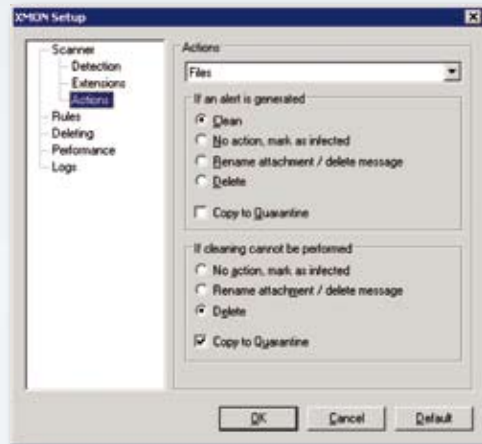 XMON Setup
Scanner
Detection
Extensions
Actions
Rules
Deleting
Performance
Logs
Actions
Files
If an alert is generated
Clean
No action, mark as infected
Rename attachment / delete message
Delete
Copy to Quarantine
If cleaning cannot be performed
No action, mark as infected
Rename attachment / delete message
Delete
Copy to Quarantine
OK
Cancel
Default